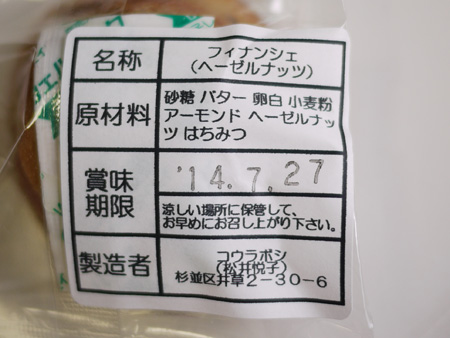 名称
フィナンシェ
(ヘーゼルナッツ)
原材料
砂糖 バター 卵白 小麦粉
アーモンド ヘーゼルナッ
ツ はちみつ
賞味
期限
'14.7.27
涼しい場所に保管して、
お早めにお召し上がり下さい。
製造者
コウラボシ
(松井悦子)
杉並区井草2-30-6